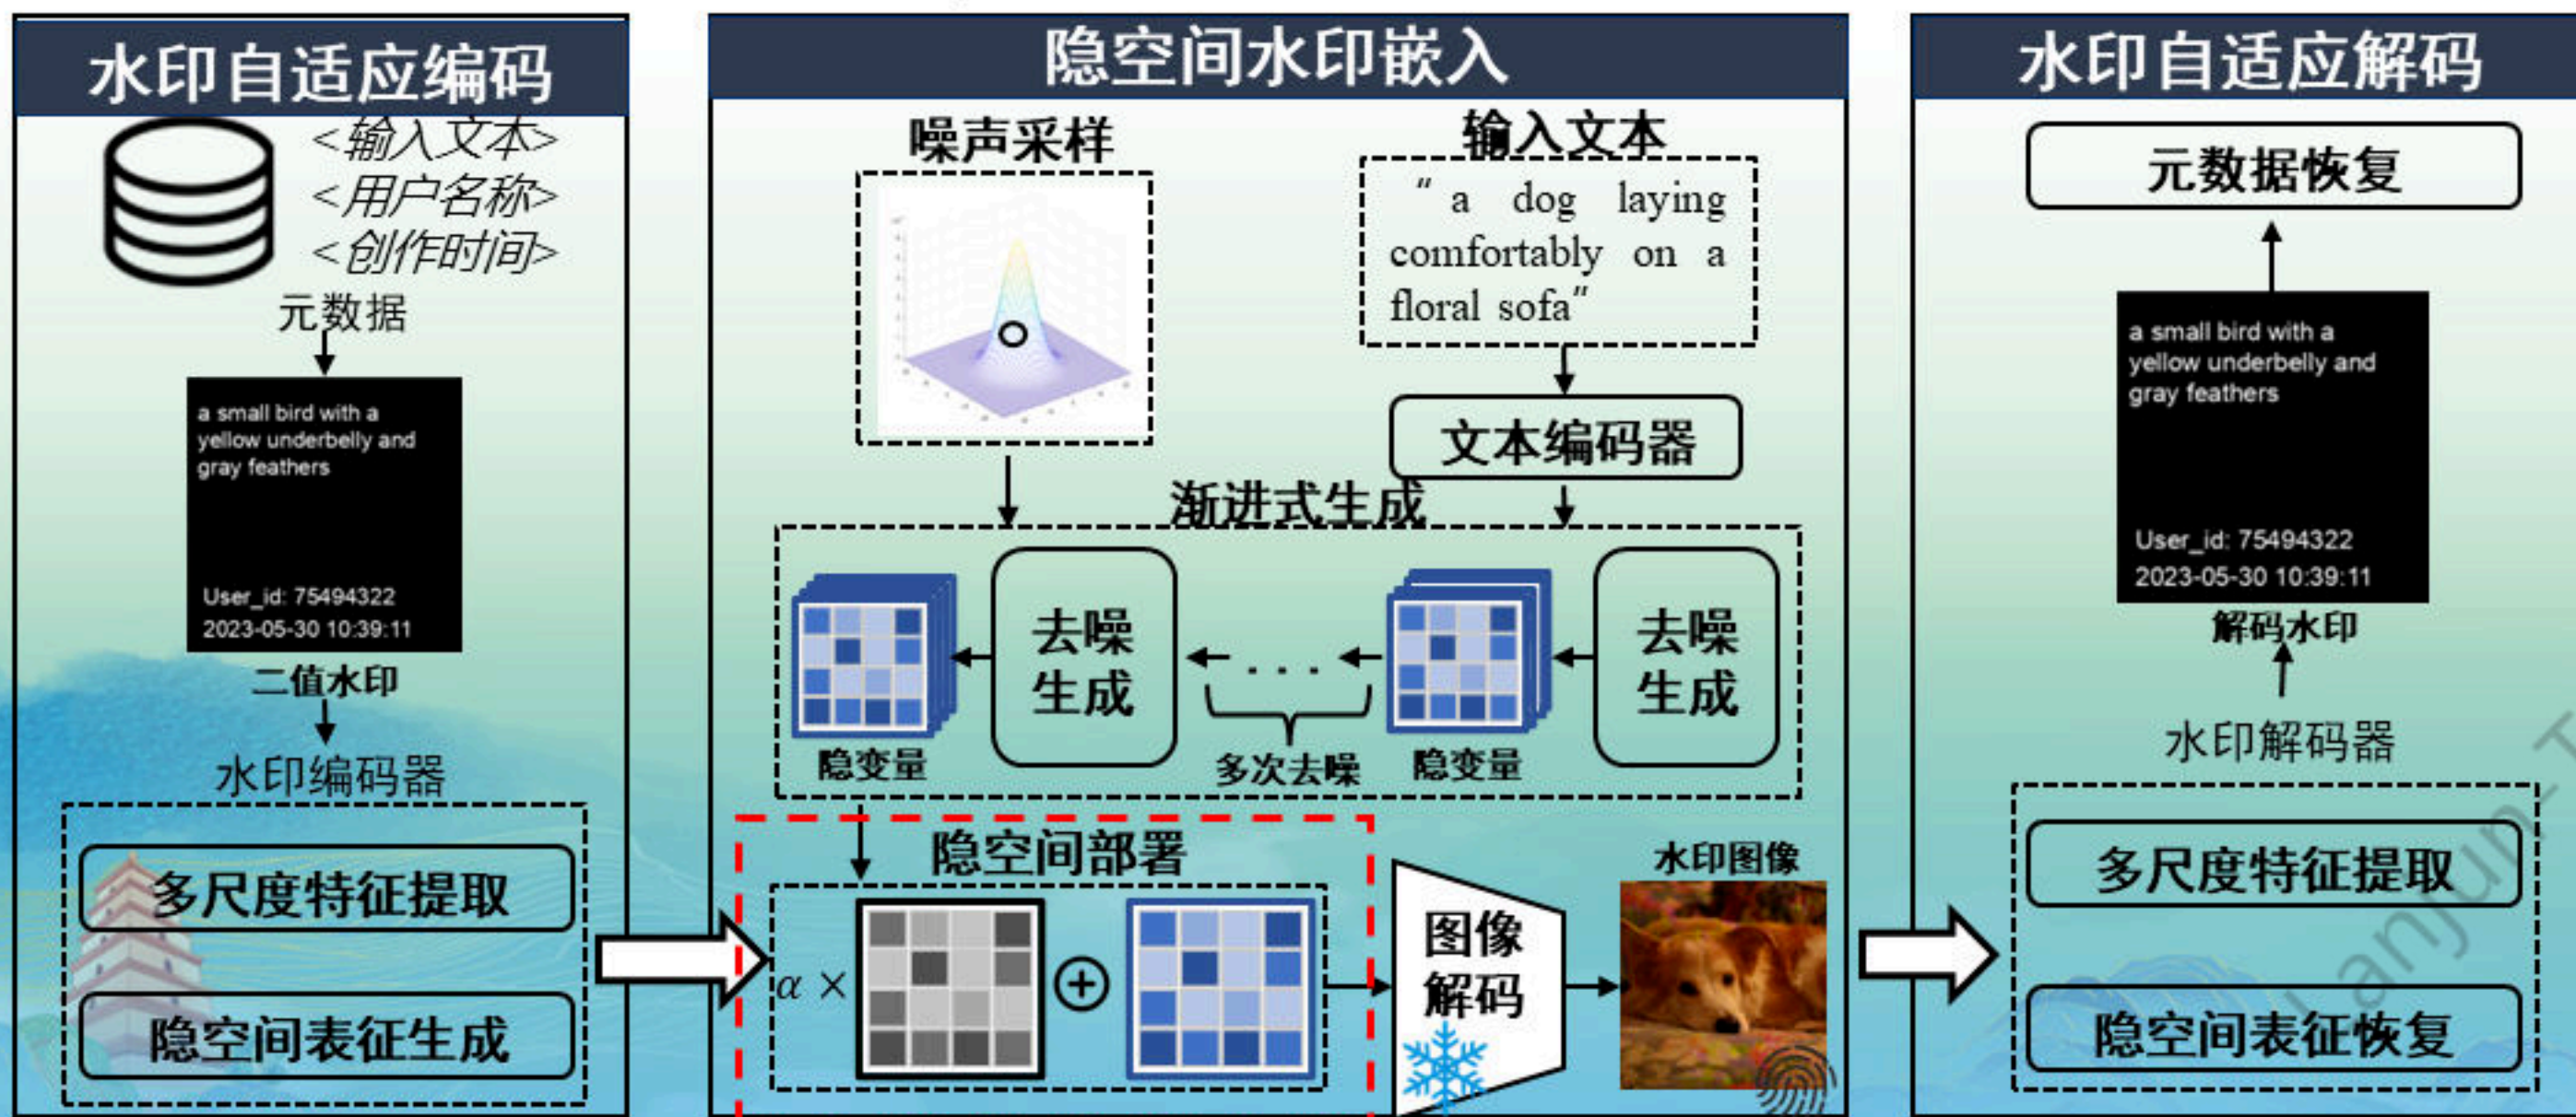 水印自适应编码
<输入文本>
<用户名称>
<创作时间>
元数据
a small bird with a
yellow underbelly and
gray feathers
User_id: 75494322
2023-05-30 10:39:11
二值水印
水印编码器
多尺度特征提取
隐空间表征生成
隐空间水印嵌入
噪声采样
输入文本
" a dog laying
comfortably on a
floral sofa"
文本编码器
渐进式生成
隐变量
去噪
生成
...
多次去噪
隐变量
去噪
生成
隐空间部署
α ×
+
图像
解码
水印图像
水印自适应解码
元数据恢复
a small bird with a
yellow underbelly and
gray feathers
User_id: 75494322
2023-05-30 10:39:11
解码水印
水印解码器
多尺度特征提取
隐空间表征恢复